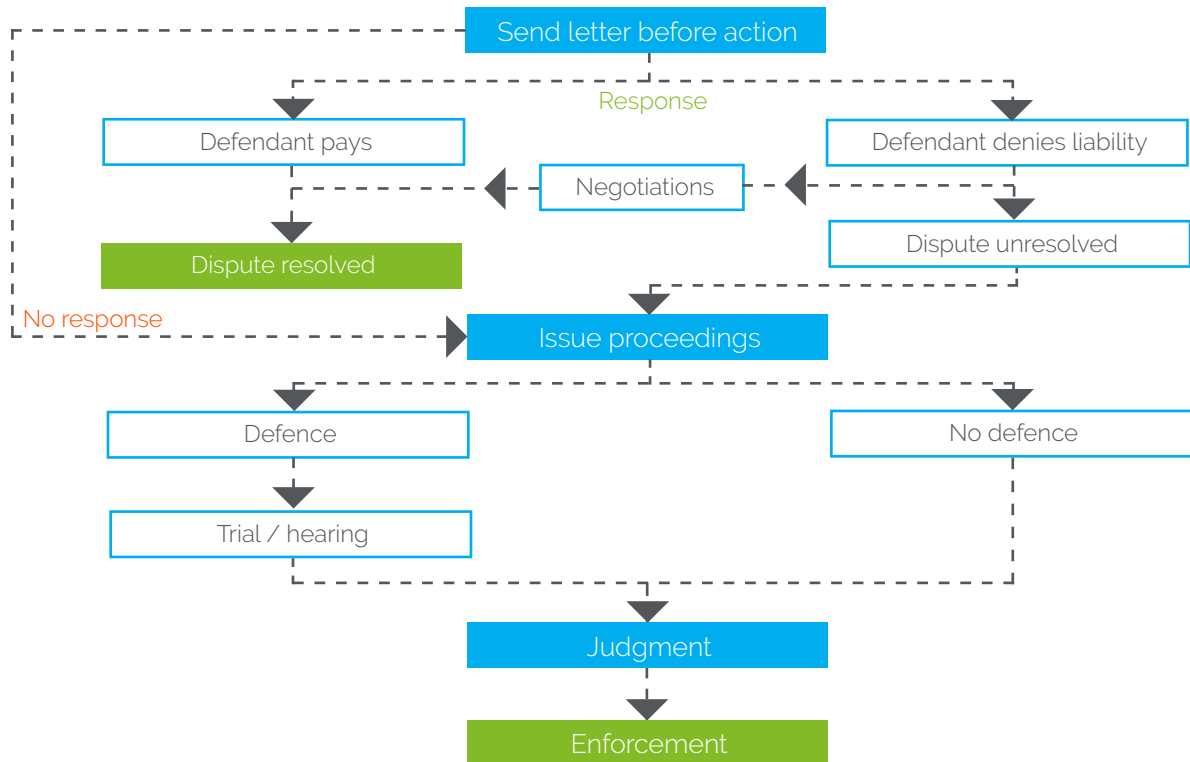 Send letter before action
Response
Defendant pays
Defendant denies liability
Negotiations
Dispute unresolved
Dispute resolved
No response
Issue proceedings
Defence
No defence
Trial / hearing
Judgment
Enforcement